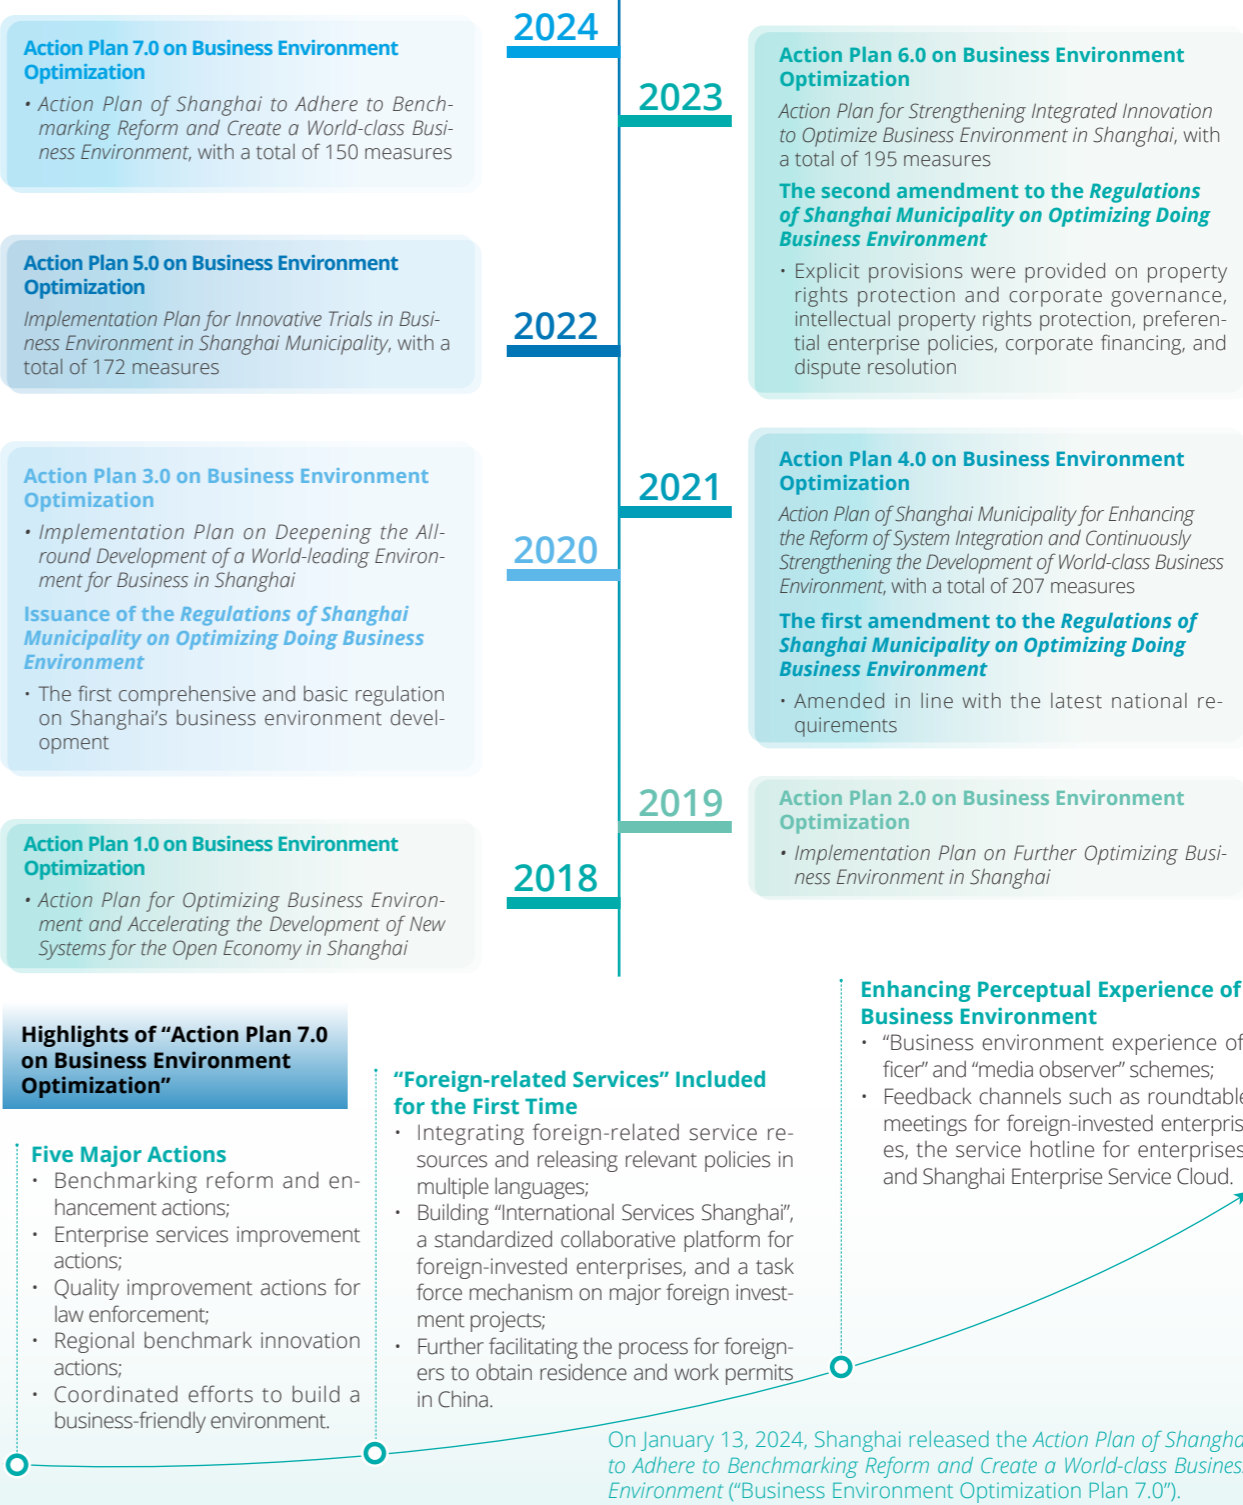 2024
Action Plan 7.0 on Business Environment
Optimization
• Action Plan of Shanghai to Adhere to Bench-
marking Reform and Create a World-class Busi-
ness Environment, with a total of 150 measures
2023
Action Plan 6.0 on Business Environment
Optimization
Action Plan for Strengthening Integrated Innovation
to Optimize Business Environment in Shanghai, with
a total of 195 measures
The second amendment to the Regulations
of Shanghai Municipality on Optimizing Doing
Business Environment
• Explicit provisions were provided on property
rights protection and corporate governance,
intellectual property rights protection, preferen-
tial enterprise policies, corporate financing, and
dispute resolution
2022
Action Plan 5.0 on Business Environment
Optimization
Implementation Plan for Innovative Trials in Busi-
ness Environment in Shanghai Municipality, with a
total of 172 measures
2021
Action Plan 4.0 on Business Environment
Optimization
Action Plan of Shanghai Municipality for Enhancing
the Reform of System Integration and Continuously
Strengthening the Development of World-class Business
Environment, with a total of 207 measures
The first amendment to the Regulations of
Shanghai Municipality on Optimizing Doing
Business Environment
• Amended in line with the latest national re-
quirements
2020
Action Plan 3.0 on Business Environment
Optimization
• Implementation Plan on Deepening the All-
round Development of a World-leading Environ-
ment for Business in Shanghai
Issuance of the Regulations of Shanghai
Municipality on Optimizing Doing Business
Environment
• The first comprehensive and basic regulation
on Shanghai's business environment devel-
opment
2019
Action Plan 2.0 on Business Environment
Optimization
• Implementation Plan on Further Optimizing Busi-
ness Environment in Shanghai
2018
Action Plan 1.0 on Business Environment
Optimization
• Action Plan for Optimizing Business Environ-
ment and Accelerating the Development of New
Systems for the Open Economy in Shanghai
Highlights of “Action Plan 7.0
on Business Environment
Optimization”
Five Major Actions
• Benchmarking reform and en-
hancement actions;
• Enterprise services improvement
actions;
• Quality improvement actions for
law enforcement;
• Regional benchmark innovation
actions;
• Coordinated efforts to build a
business-friendly environment.
“Foreign-related Services” Included
for the First Time
• Integrating foreign-related service re-
sources and releasing relevant policies in
multiple languages;
• Building “International Services Shanghai”,
a standardized collaborative platform for
foreign-invested enterprises, and a task
force mechanism on major foreign invest-
ment projects;
• Further facilitating the process for foreign-
ers to obtain residence and work permits
in China.
Enhancing Perceptual Experience of
Business Environment
• “Business environment experience of
ficer” and “media observer” schemes;
• Feedback channels such as roundtable
meetings for foreign-invested enterpris
es, the service hotline for enterprises
and Shanghai Enterprise Service Cloud.
On January 13, 2024, Shanghai released the Action Plan of Shangha
to Adhere to Benchmarking Reform and Create a World-class Business
Environment (“Business Environment Optimization Plan 7.0”).